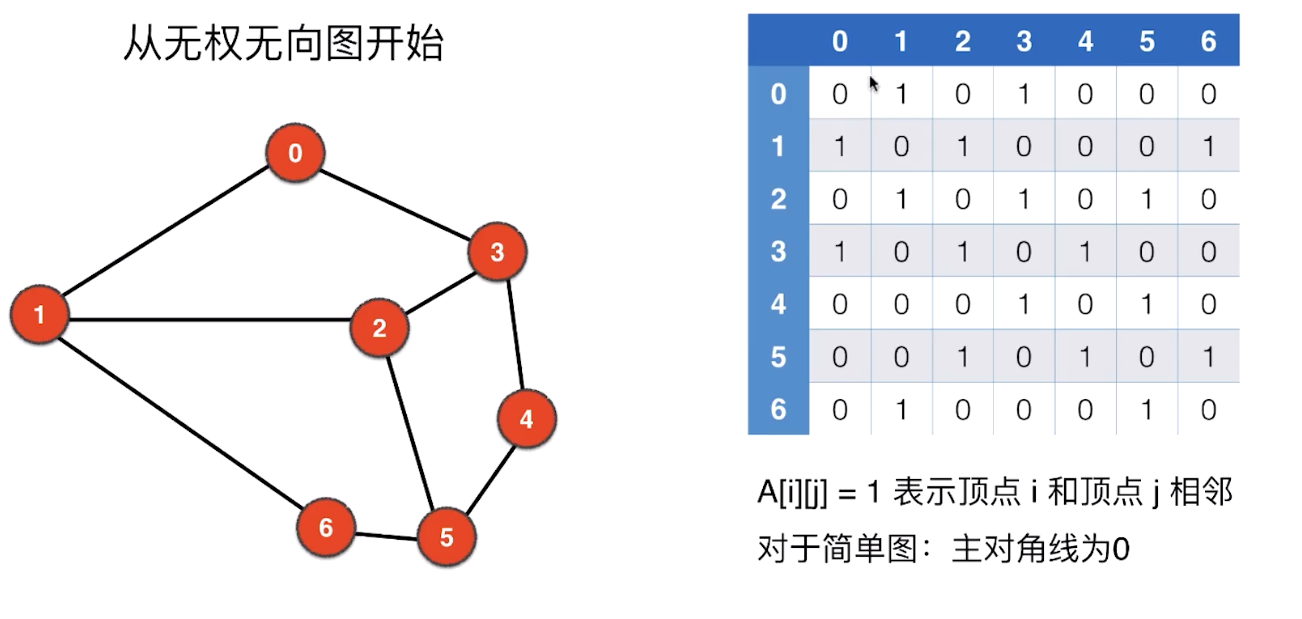 从无权无向图开始
0
3
1
2
4
6
5
0 1 2 3 4 5 6
0 0 1 0 1 0 0 0
1 1 0 1 0 0 0 1
2 0 1 0 1 0 1 0
3 1 0 1 0 1 0 0
4 0 0 0 1 0 1 0
5 0 0 1 0 1 0 1
6 0 1 0 0 0 1 0
A[i][j] = 1 表示顶点 i 和顶点 j 相邻
对于简单图：主对角线为0